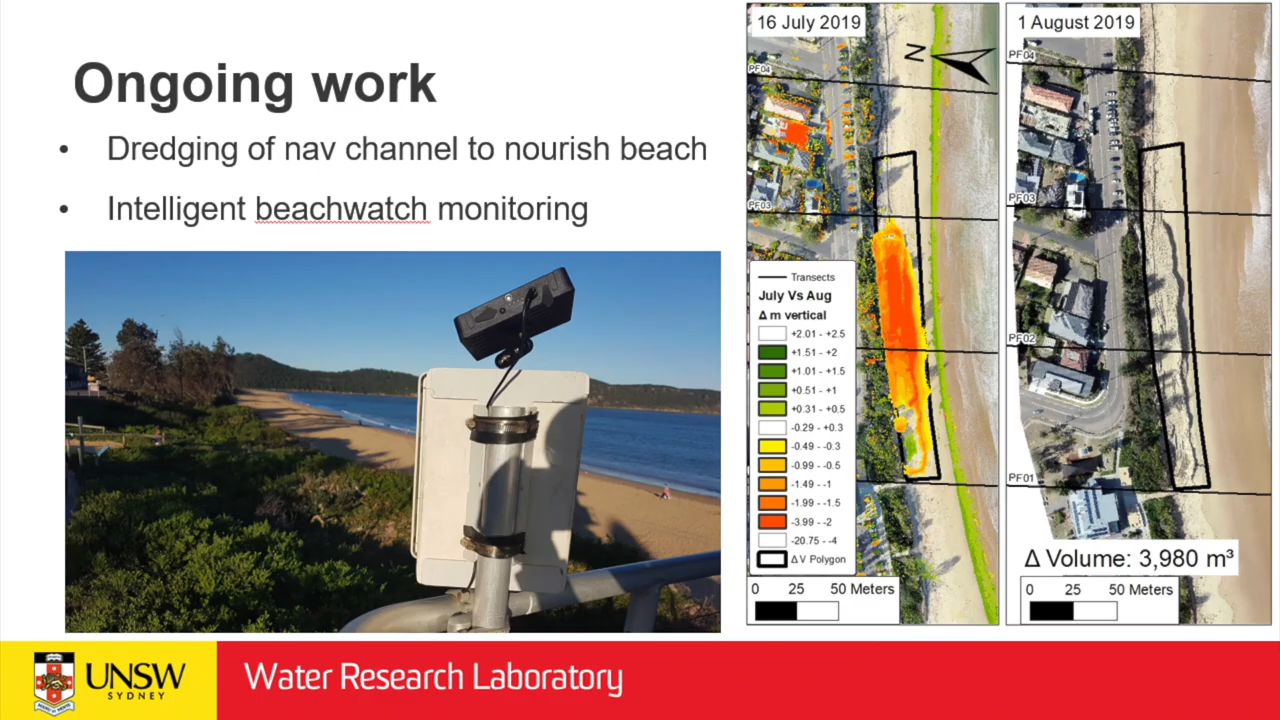 Ongoing work
• Dredging of nav channel to nourish beach
• Intelligent beachwatch monitoring
16 July 2019
N
PF04
PF03
Transects
July Vs Aug
Δ m vertical
+2.01 - +2.5
+1.51 - +2
+1.01 - +1.5
+0.51 - +1
+0.31 - +0.5
-0.29 - +0.3
-0.49 - -0.3
-0.99 - -0.5
-1.49 - -1
-1.99 - -1.5
-3.99 - -2
-20.75 - -4
Δ V Polygon
0 25 50 Meters
1 August 2019
PF04
PF03
PF02
PF01
Δ Volume: 3,980 m³
0 25 50 Meters
UNSW
SYDNEY
Water Research Laboratory